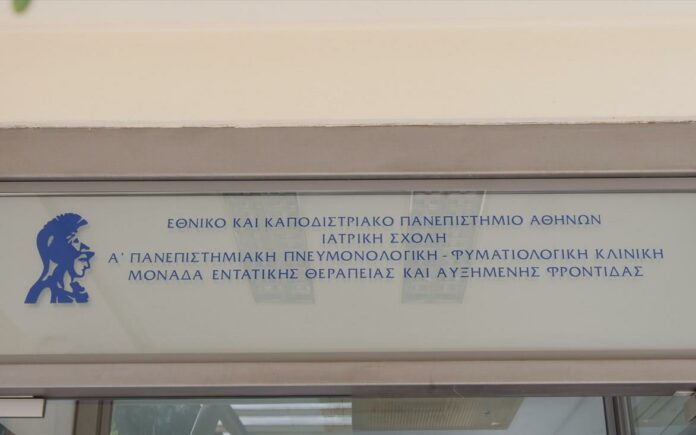 ΕΘΝΙΚΟ ΚΑΙ ΚΑΠΟΔΙΣΤΡΙΑΚΟ ΠΑΝΕΠΙΣΤΗΜΙΟ ΑΘΗΝΩΝ
ΙΑΤΡΙΚΗ ΣΧΟΛΗ
Α' ΠΑΝΕΠΙΣΤΗΜΙΑΚΗ ΠΝΕΥΜΟΝΟΛΟΓΙΚΗ - ΦΥΜΑΤΙΟΛΟΓΙΚΗ ΚΛΙΝΙΚΗ
ΜΟΝΑΔΑ ΕΝΤΑΤΙΚΗΣ ΘΕΡΑΠΕΙΑΣ ΚΑΙ ΑΥΞΗΜΕΝΗΣ ΦΡΟΝΤΙΔΑΣ